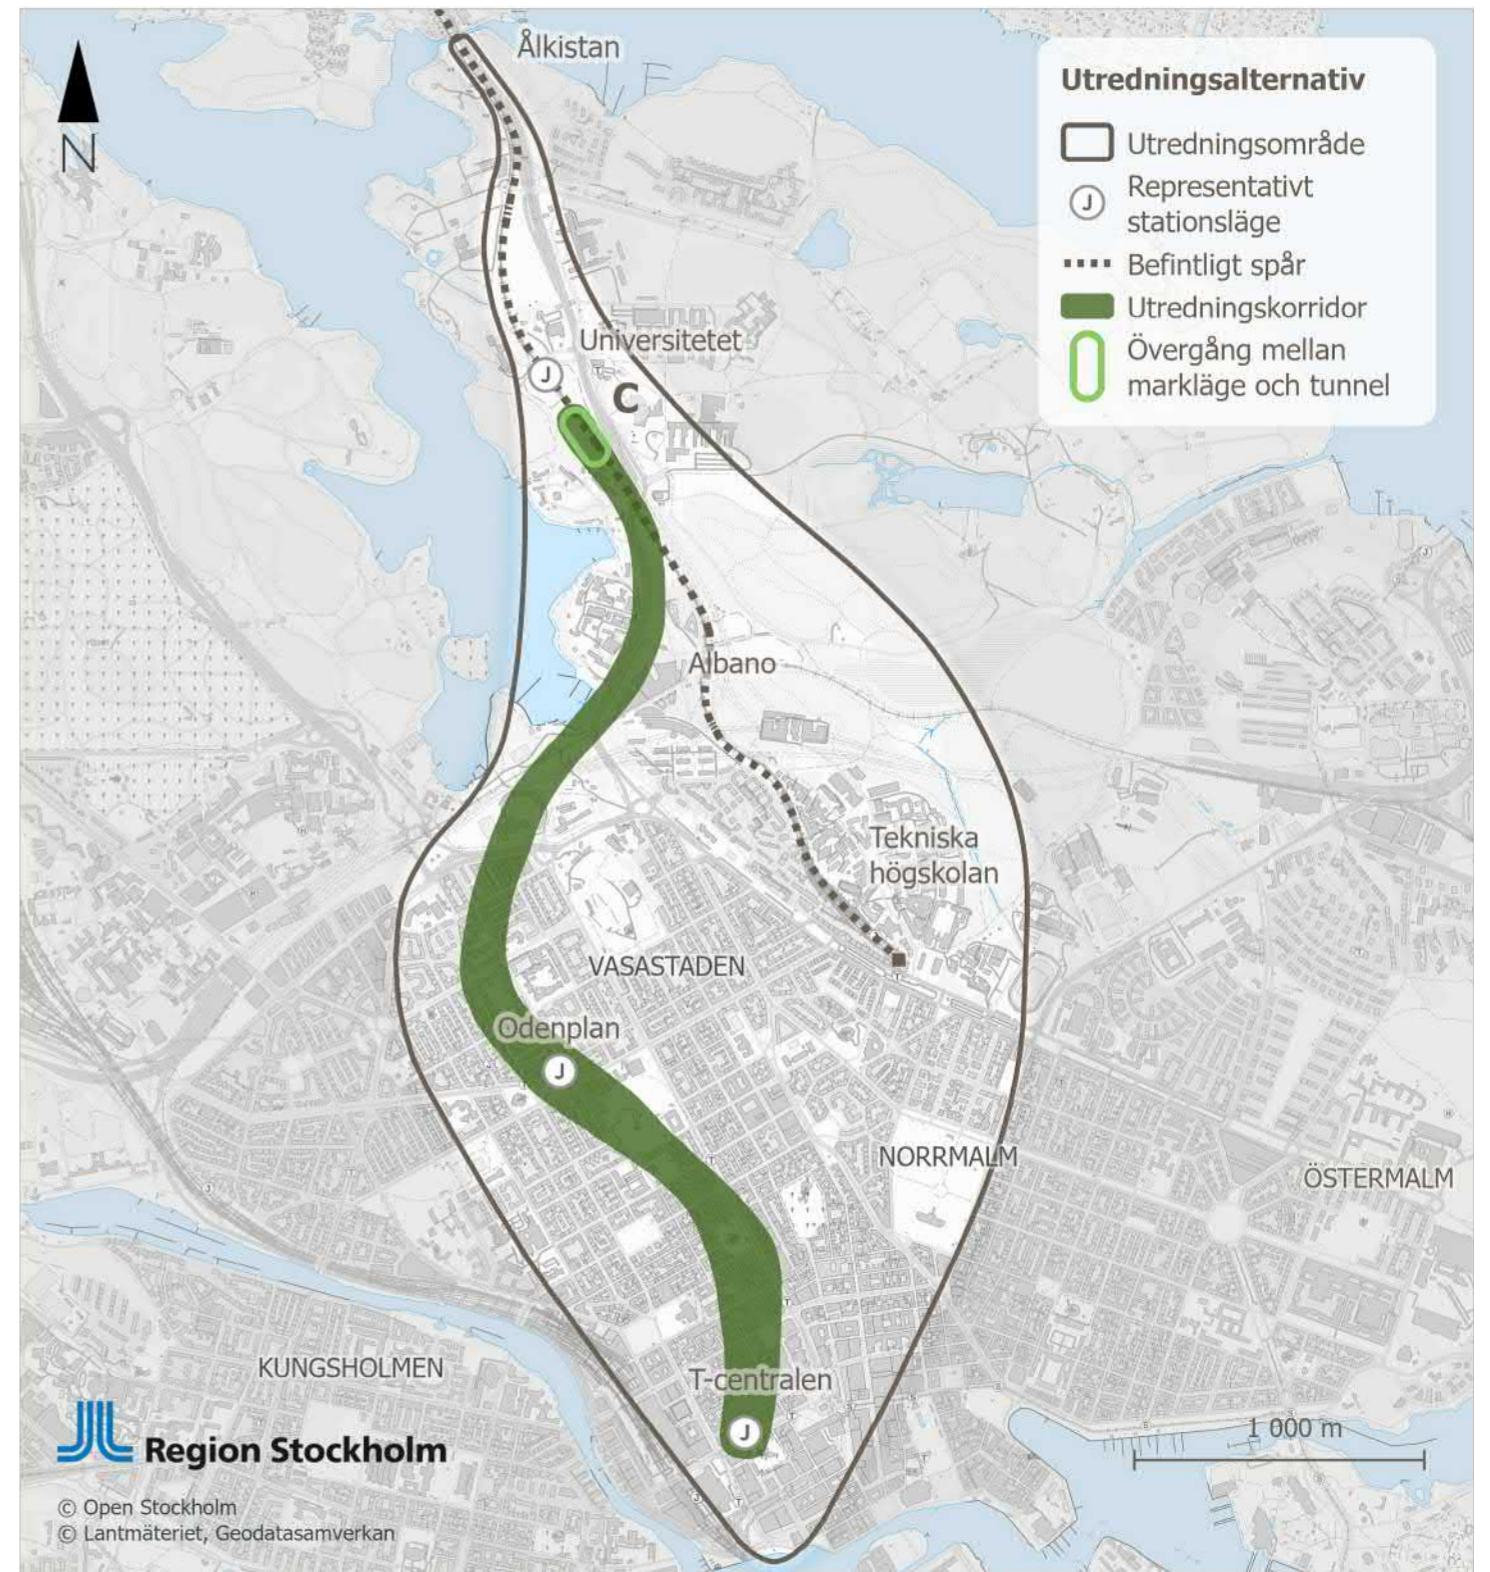 Ålkistan
N
Utredningsalternativ
Utredningsområde
J
Representativt
stationsläge
Befintligt spår
Utredningskorridor
Övergång mellan
markläge och tunnel
Universitetet
J
C
Albano
Tekniska
högskolan
VASASTADEN
Odenplan
J
NORRMALM
ÖSTERMALM
KUNGSHOLMEN
T-centralen
J
1 000 m
Region Stockholm
© Open Stockholm
© Lantmäteriet, Geodatasamverkan